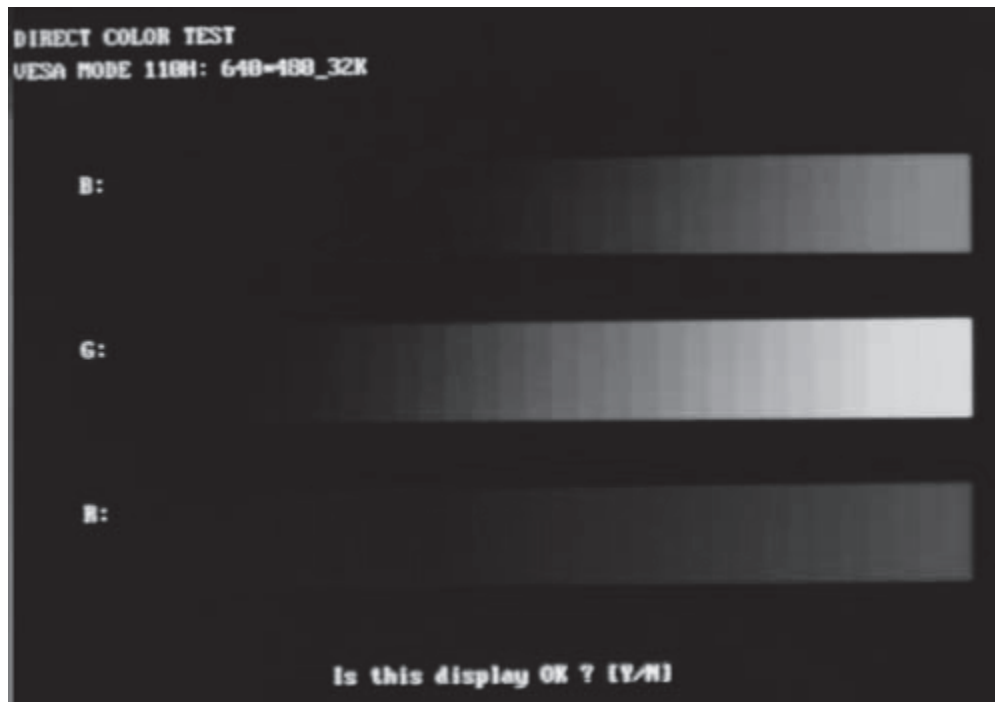 DIRECT COLOR TEST
VESA MODE 110H: 640*480_32K
B:
G:
R:
Is this display OK ? [Y/N]